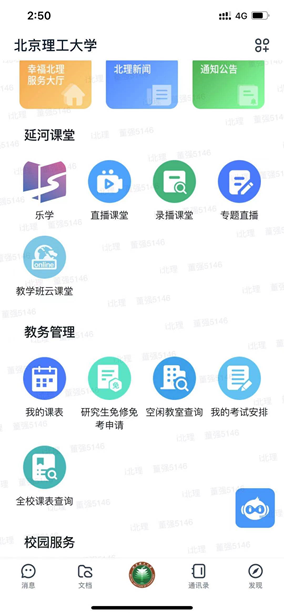 2:50
4G
北京理工大学
幸福北理
服务大厅
北理新闻
通知公告
延河课堂
乐学
直播课堂
录播课堂
专题直播
online
教学班云课堂
教务管理
免
我的课表
研究生免修免
考申请
空闲教室查询
我的考试安排
全校课表查询
校园服务
消息
文档
通讯录
发现